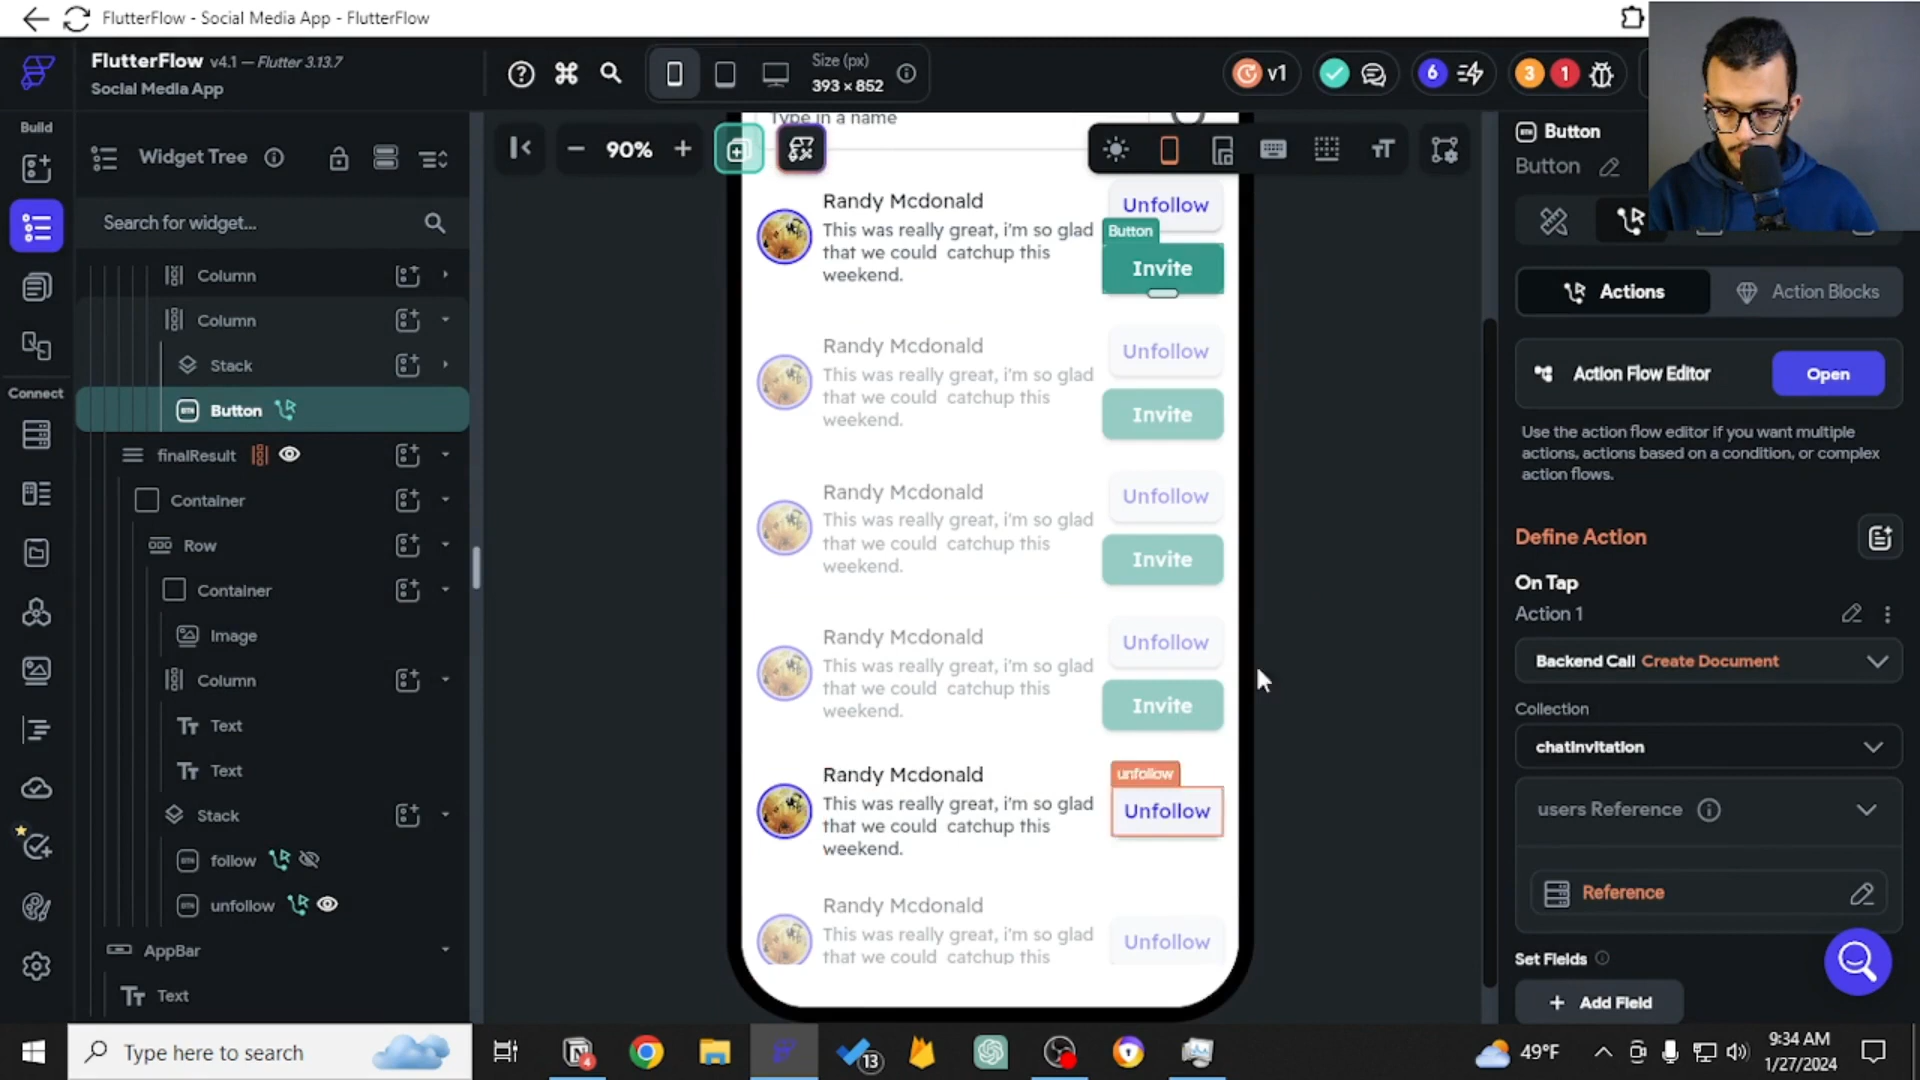 FlutterFlow - Social Media App - FlutterFlow
FlutterFlow v4.1 — Flutter 3.13.7
Social Media App
Size (px)
393 × 852
v1
6
3
1
Build
Widget Tree
Search for widget...
Column
Column
Stack
Button
finalResult
Container
Row
Container
Image
Column
Text
Text
Stack
follow
unfollow
AppBar
Text
Connect
90%
Type in a name
Randy Mcdonald
This was really great, i'm so glad
that we could catchup this
weekend.
Unfollow
Button
Invite
Randy Mcdonald
This was really great, i'm so glad
that we could catchup this
weekend.
Unfollow
Invite
Randy Mcdonald
This was really great, i'm so glad
that we could catchup this
weekend.
Unfollow
Invite
Randy Mcdonald
This was really great, i'm so glad
that we could catchup this
weekend.
Unfollow
Invite
Randy Mcdonald
This was really great, i'm so glad
that we could catchup this
weekend.
unfollow
Unfollow
Randy Mcdonald
This was really great, i'm so glad
that we could catchup this
Unfollow
Button
Button
Actions
Action Blocks
Action Flow Editor
Open
Use the action flow editor if you want multiple
actions, actions based on a condition, or complex
action flows.
Define Action
On Tap
Action 1
Backend Call Create Document
Collection
chatInvitation
users Reference
Reference
Set Fields
+ Add Field
Type here to search
4
13
49°F
9:34 AM
1/27/2024